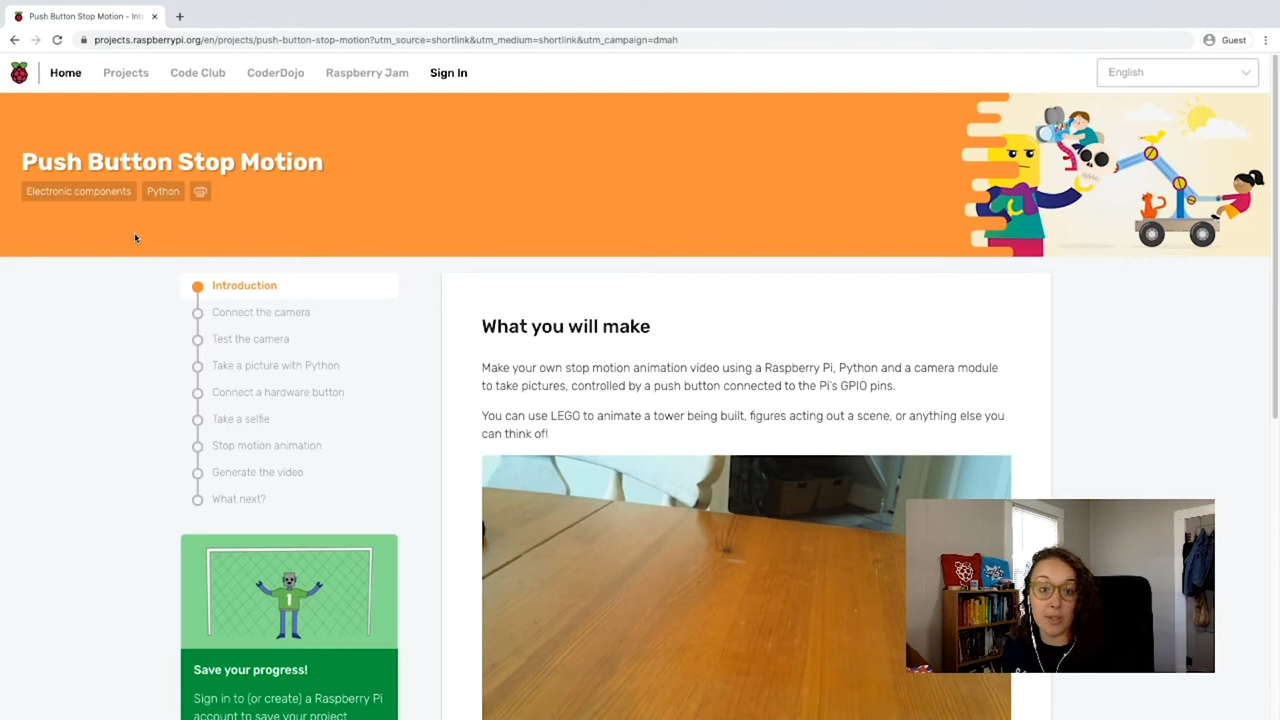 Push Button Stop Motion - Int
projects.raspberrypi.org/en/projects/push-button-stop-motion?utm_source=shortlink&utm_medium=shortlink&utm_campaign=dmah
Guest
Home Projects Code Club CoderDojo Raspberry Jam Sign In
English
Push Button Stop Motion
Electronic components Python
Introduction
Connect the camera
Test the camera
Take a picture with Python
Connect a hardware button
Take a selfie
Stop motion animation
Generate the video
What next?
1
Save your progress!
Sign in to (or create) a Raspberry Pi
account to save your project
What you will make
Make your own stop motion animation video using a Raspberry Pi, Python and a camera module
to take pictures, controlled by a push button connected to the Pi's GPIO pins.
You can use LEGO to animate a tower being built, figures acting out a scene, or anything else you
can think of!